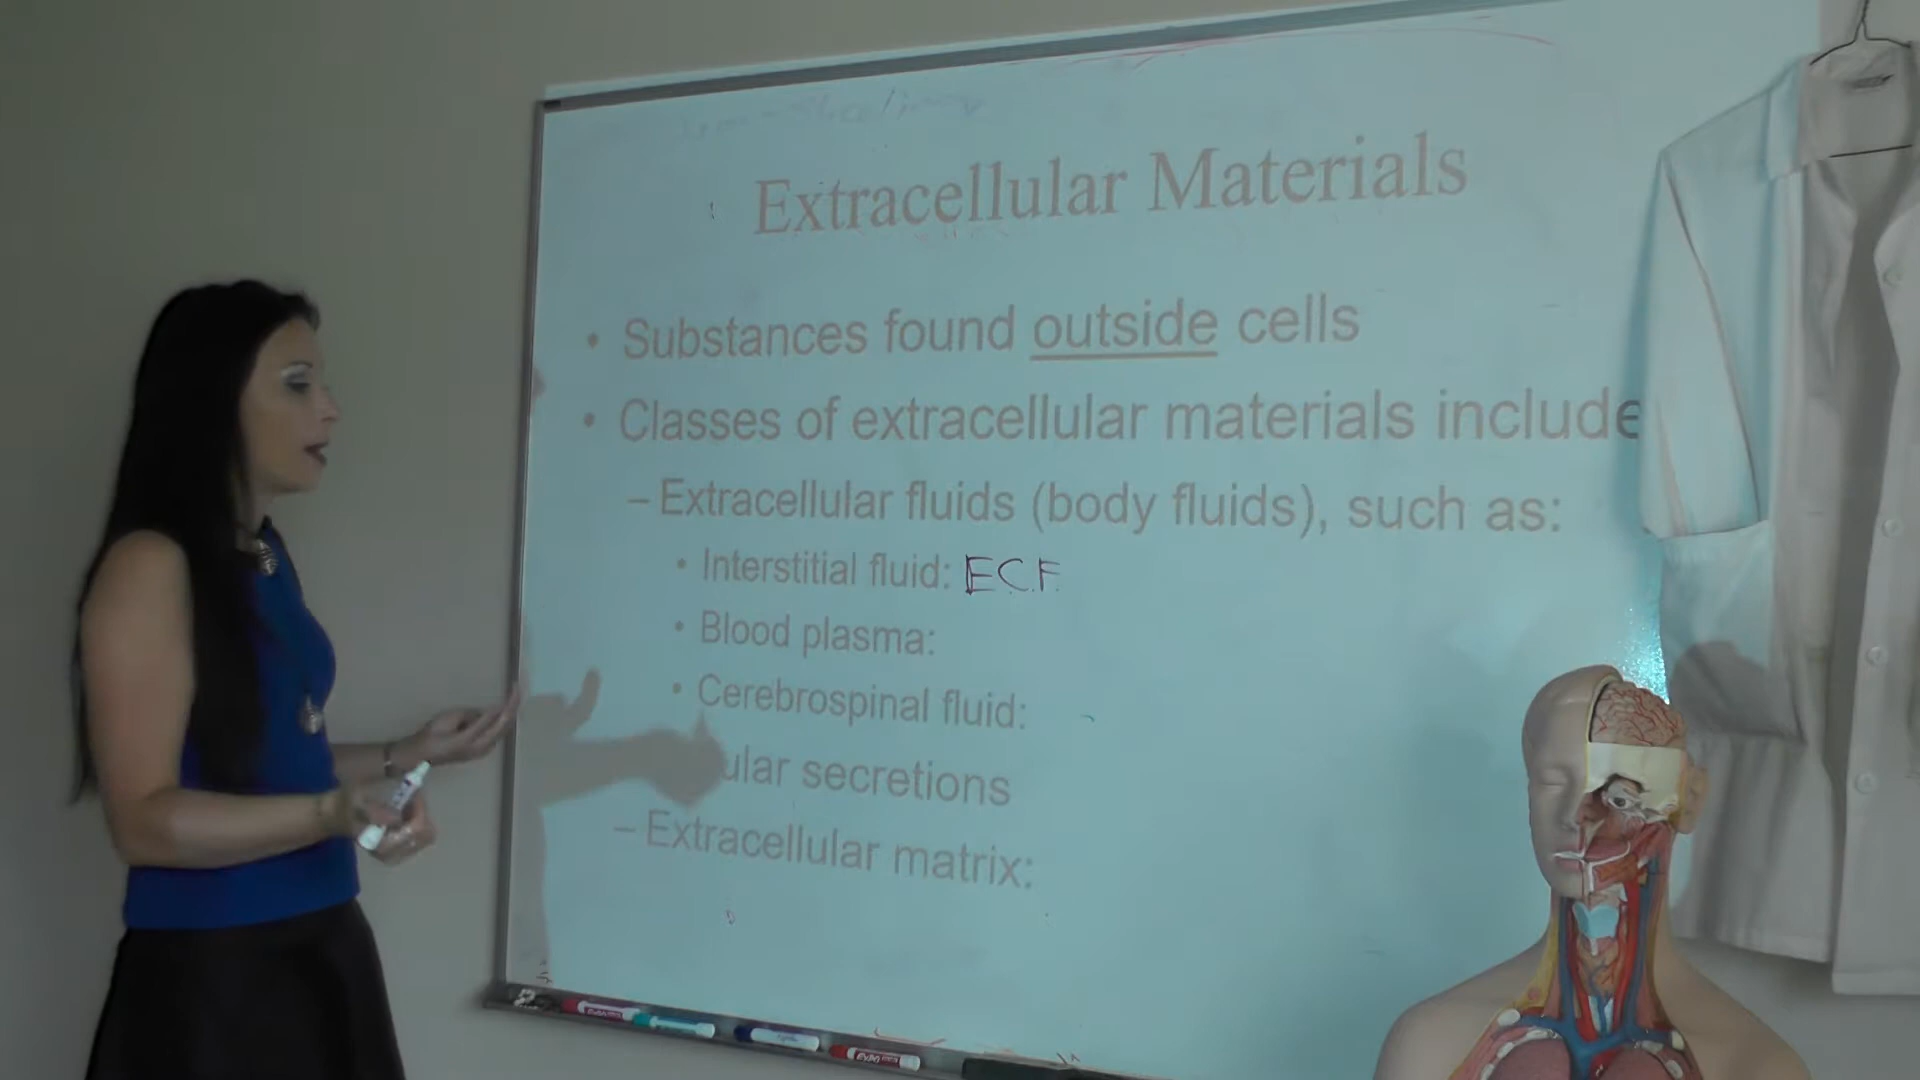 Extracellular Materials
• Substances found outside cells
• Classes of extracellular materials include
– Extracellular fluids (body fluids), such as:
• Interstitial fluid: E.C.F.
• Blood plasma:
• Cerebrospinal fluid:
ular secretions
– Extracellular matrix:
EXPO